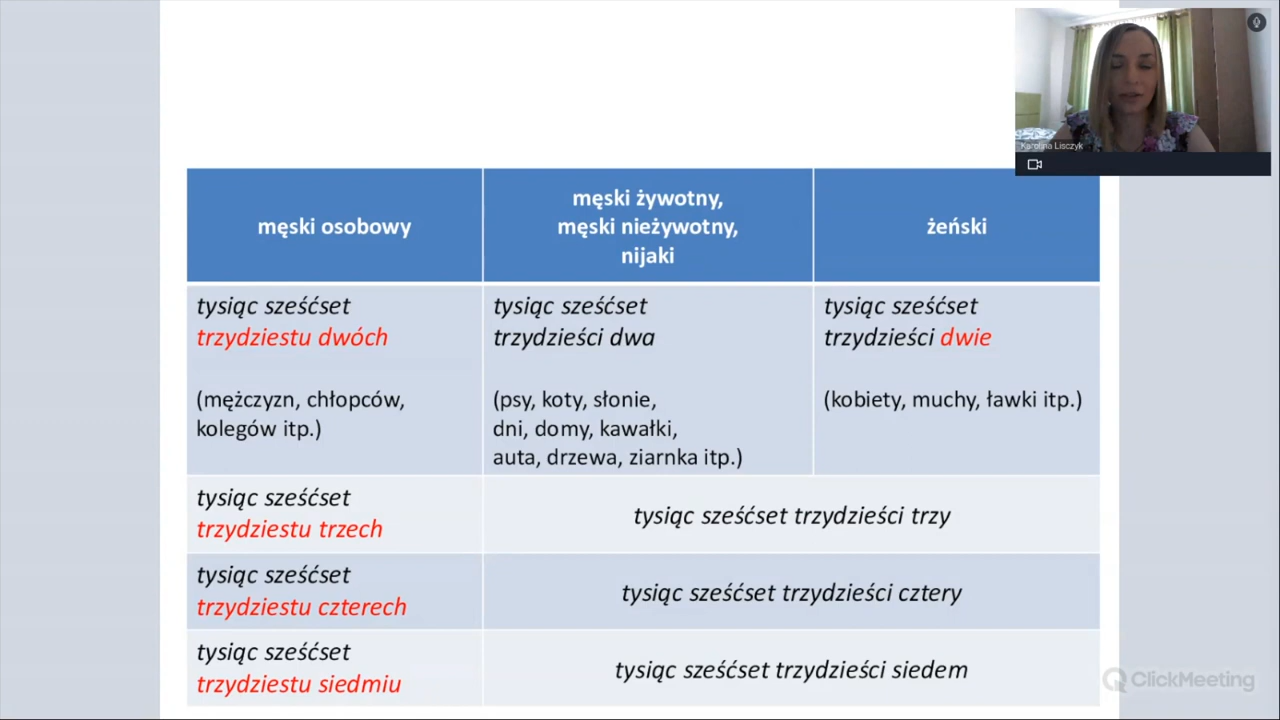 Karolina Lisczyk
męski osobowy
męski żywotny,
męski nieżywotny,
nijaki
żeński
tysiąc sześćset
trzydziestu dwóch
(mężczyzn, chłopców,
kolegów itp.)
tysiąc sześćset
trzydzieści dwa
(psy, koty, słonie,
dni, domy, kawałki,
auta, drzewa, ziarnka itp.)
tysiąc sześćset
trzydzieści dwie
(kobiety, muchy, ławki itp.)
tysiąc sześćset
trzydziestu trzech
tysiąc sześćset trzydzieści trzy
tysiąc sześćset
trzydziestu czterech
tysiąc sześćset trzydzieści cztery
tysiąc sześćset
trzydziestu siedmiu
tysiąc sześćset trzydzieści siedem
ClickMeeting